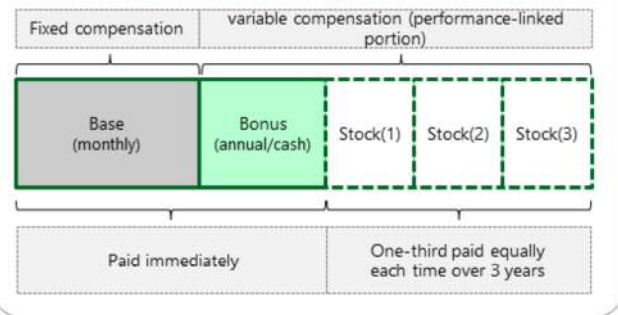 Fixed compensation
variable compensation (performance-linked
portion)
Base
(monthly)
Bonus
(annual/cash)
Stock(1)
Stock(2)
Stock(3)
Paid immediately
One-third paid equally
each time over 3 years